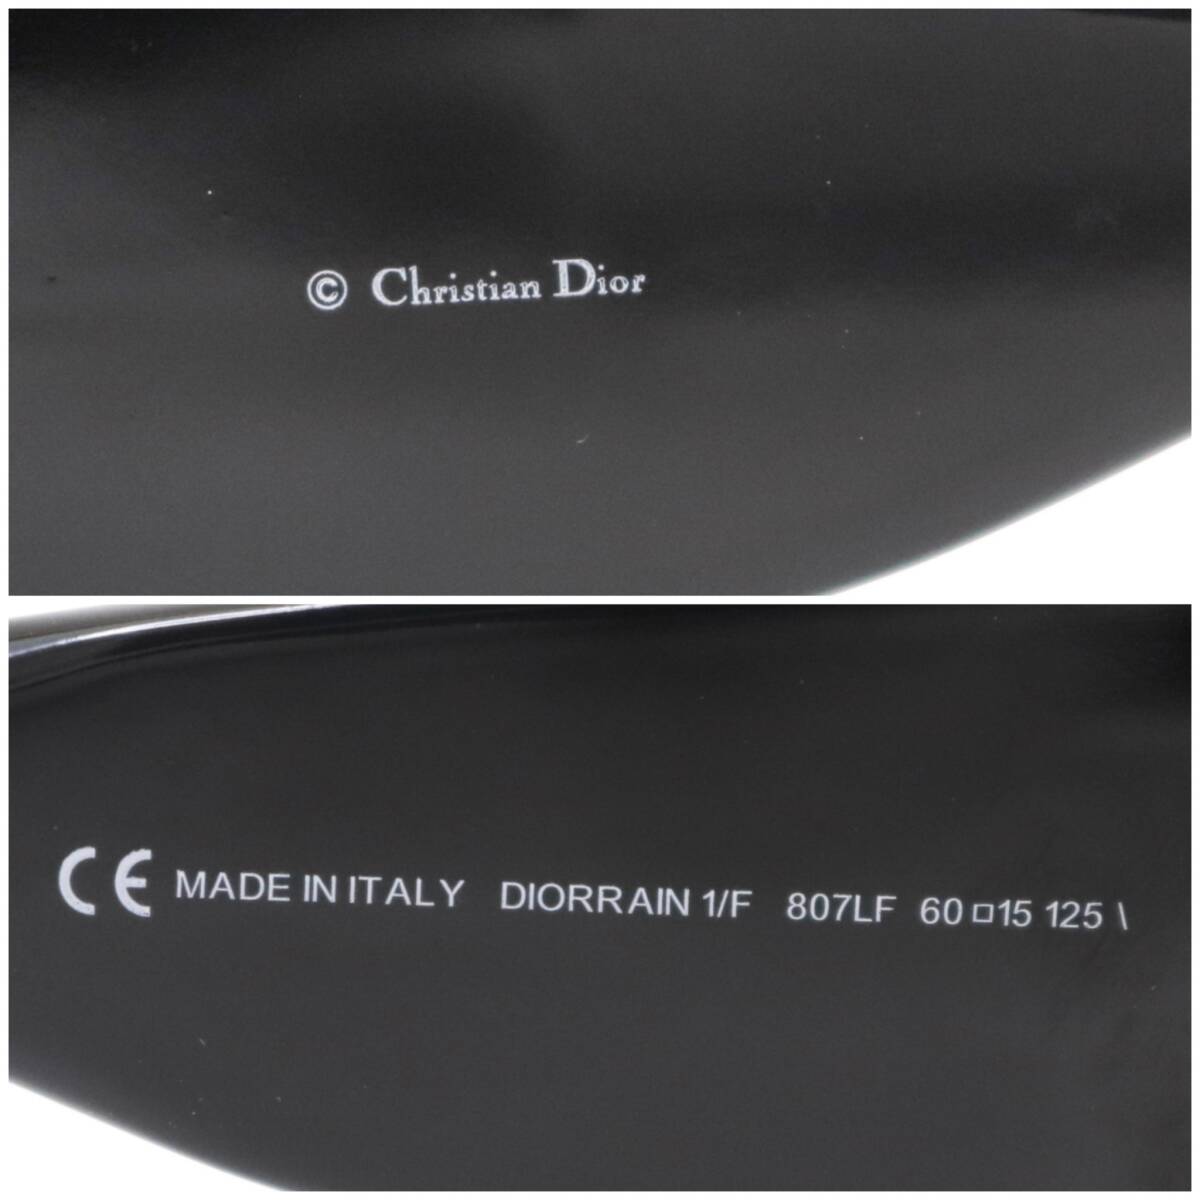 © Christian Dior
CE MADE IN ITALY DIORRAIN 1/F 807LF 60□15 125 \